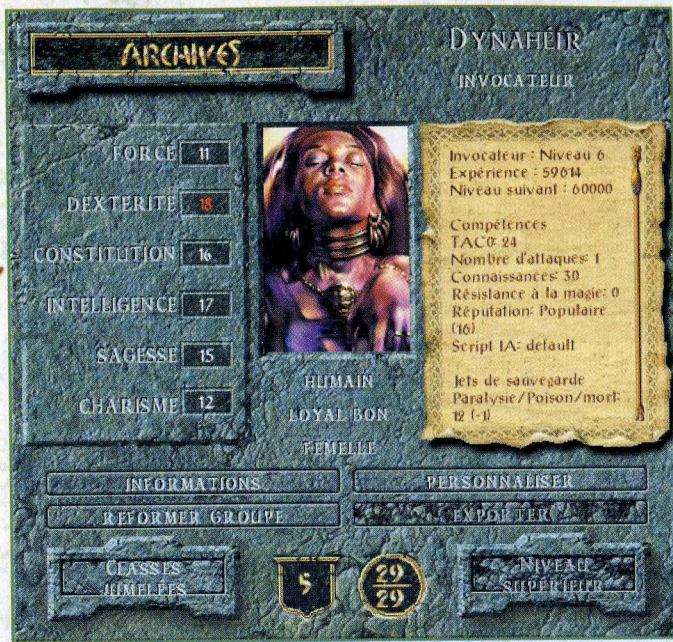 ARCHIVES
DYNAHEIR
INVOCATEUR
FORCE 11
DEXTERITE 18
CONSTITUTION 16
INTELLIGENCE 17
SAGESSE 15
CHARISME 12
HUMAIN
LOYAL BON
FEMELLE
Invocateur : Niveau 6
Expérience : 59614
Niveau suivant : 60000
Compétences
TAC0: 24
Nombre d'attaques: 1
Connaissances: 30
Résistance à la magie: 0
Réputation: Populaire
(16)
Script IA: default
Jets de sauvegarde
Paralysie/Poison/mort:
12 (-1)
INFORMATIONS
PERSONNALISER
REFORMER GROUPE
EXPORTER
CLASSES
JUMELÉES
5
29
29
NIVEAU
SUPÉRIEUR